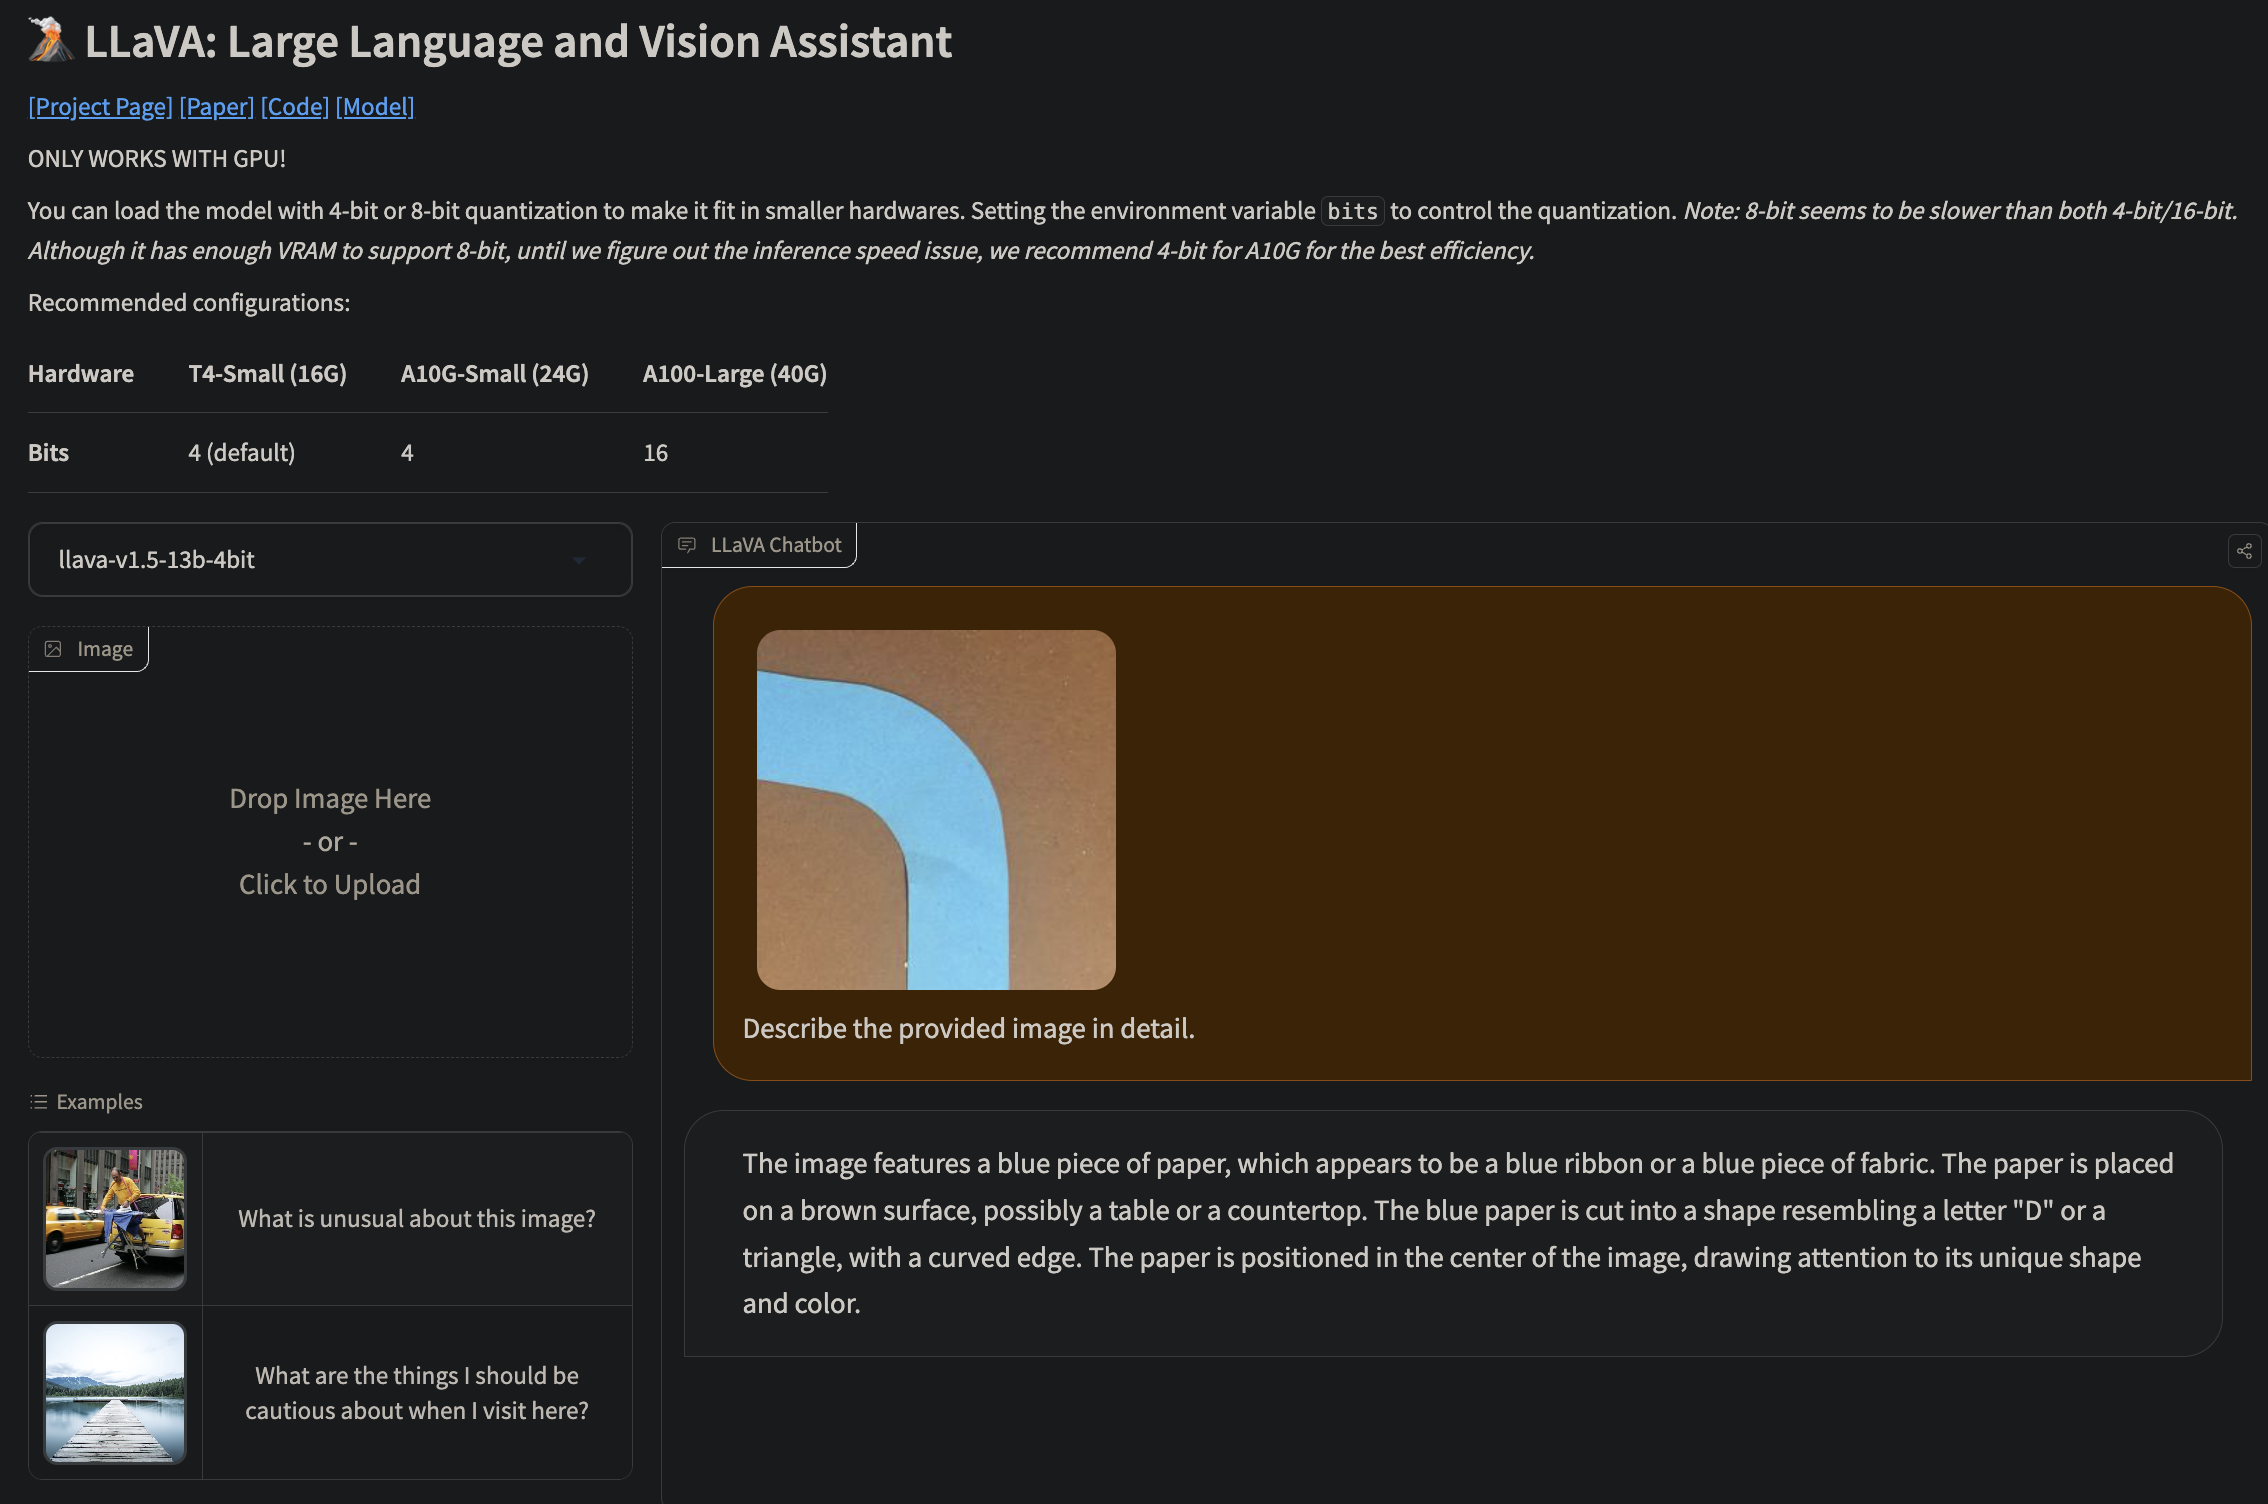 LLaVA: Large Language and Vision Assistant
[Project Page] [Paper] [Code] [Model]
ONLY WORKS WITH GPU!
You can load the model with 4-bit or 8-bit quantization to make it fit in smaller hardwares. Setting the environment variable bits to control the quantization. Note: 8-bit seems to be slower than both 4-bit/16-bit.
Although it has enough VRAM to support 8-bit, until we figure out the inference speed issue, we recommend 4-bit for A10G for the best efficiency.
Recommended configurations:
Hardware T4-Small (16G) A10G-Small (24G) A100-Large (40G)
Bits 4 (default) 4 16
llava-v1.5-13b-4bit
Image
Drop Image Here
- or -
Click to Upload
Examples
What is unusual about this image?
What are the things I should be
cautious about when I visit here?
LLaVA Chatbot
Describe the provided image in detail.
The image features a blue piece of paper, which appears to be a blue ribbon or a blue piece of fabric. The paper is placed
on a brown surface, possibly a table or a countertop. The blue paper is cut into a shape resembling a letter "D" or a
triangle, with a curved edge. The paper is positioned in the center of the image, drawing attention to its unique shape
and color.